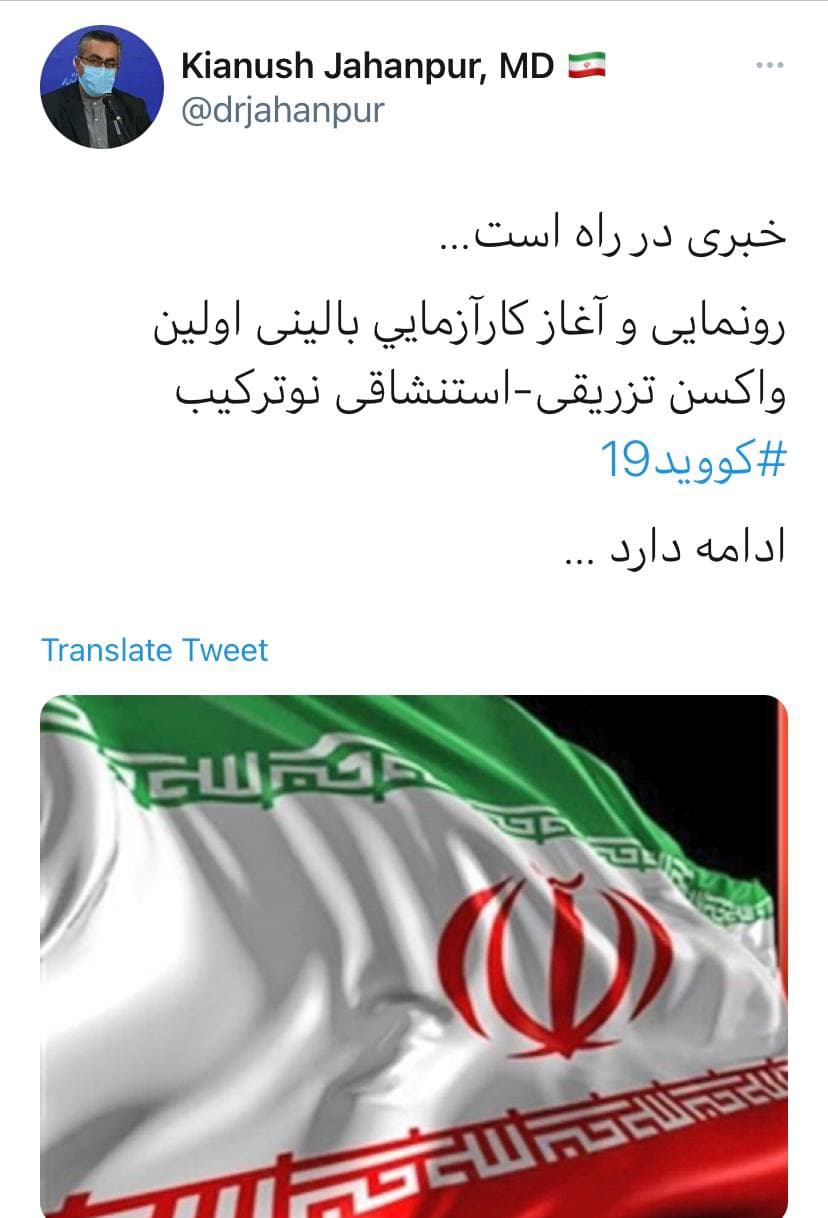 Kianush Jahanpur, MD
@drjahanpur
خبری در راه است...
رونمایی و آغاز کارآزمايي بالینی اولین
واکسن تزریقی-استنشاقی نوترکیب
#کووید19
ادامه دارد ...
Translate Tweet